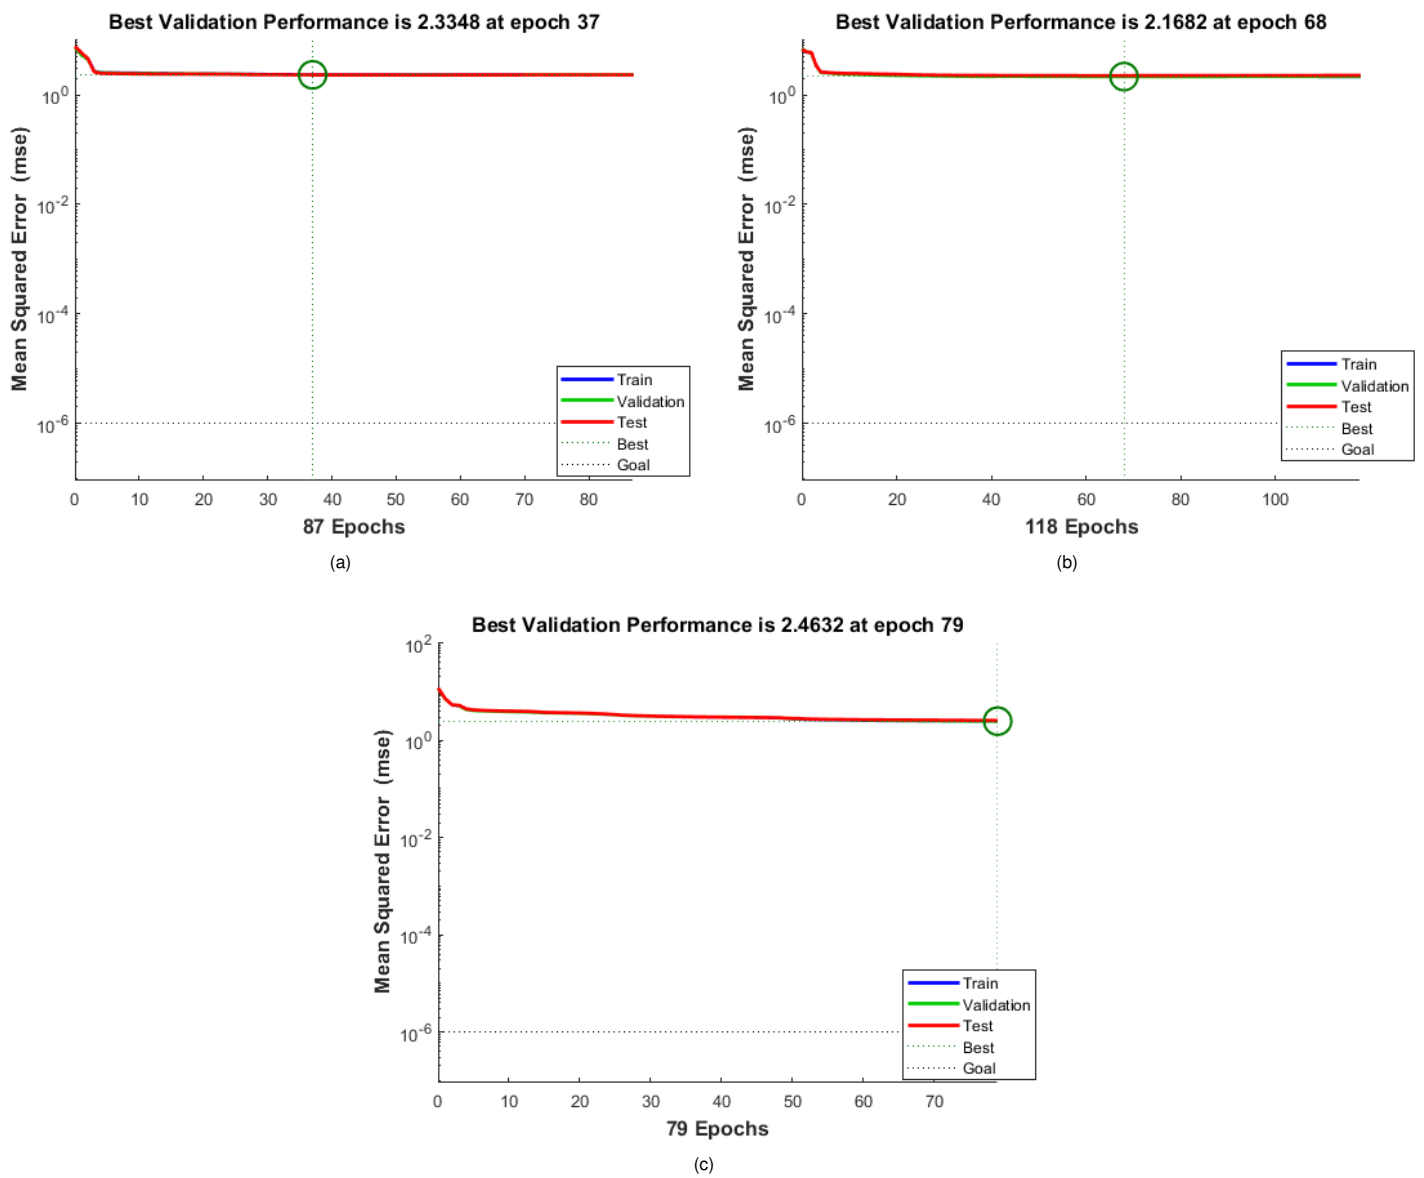 Best Validation Performance is 2.3348 at epoch 37
Mean Squared Error (mse)
10^0
10^-2
10^-4
10^-6
Train
Validation
Test
Best
Goal
0 10 20 30 40 50 60 70 80
87 Epochs
(a)
Best Validation Performance is 2.1682 at epoch 68
Mean Squared Error (mse)
10^0
10^-2
10^-4
10^-6
Train
Validation
Test
Best
Goal
0 20 40 60 80 100
118 Epochs
(b)
Best Validation Performance is 2.4632 at epoch 79
Mean Squared Error (mse)
10^2
10^0
10^-2
10^-4
10^-6
Train
Validation
Test
Best
Goal
0 10 20 30 40 50 60 70
79 Epochs
(c)